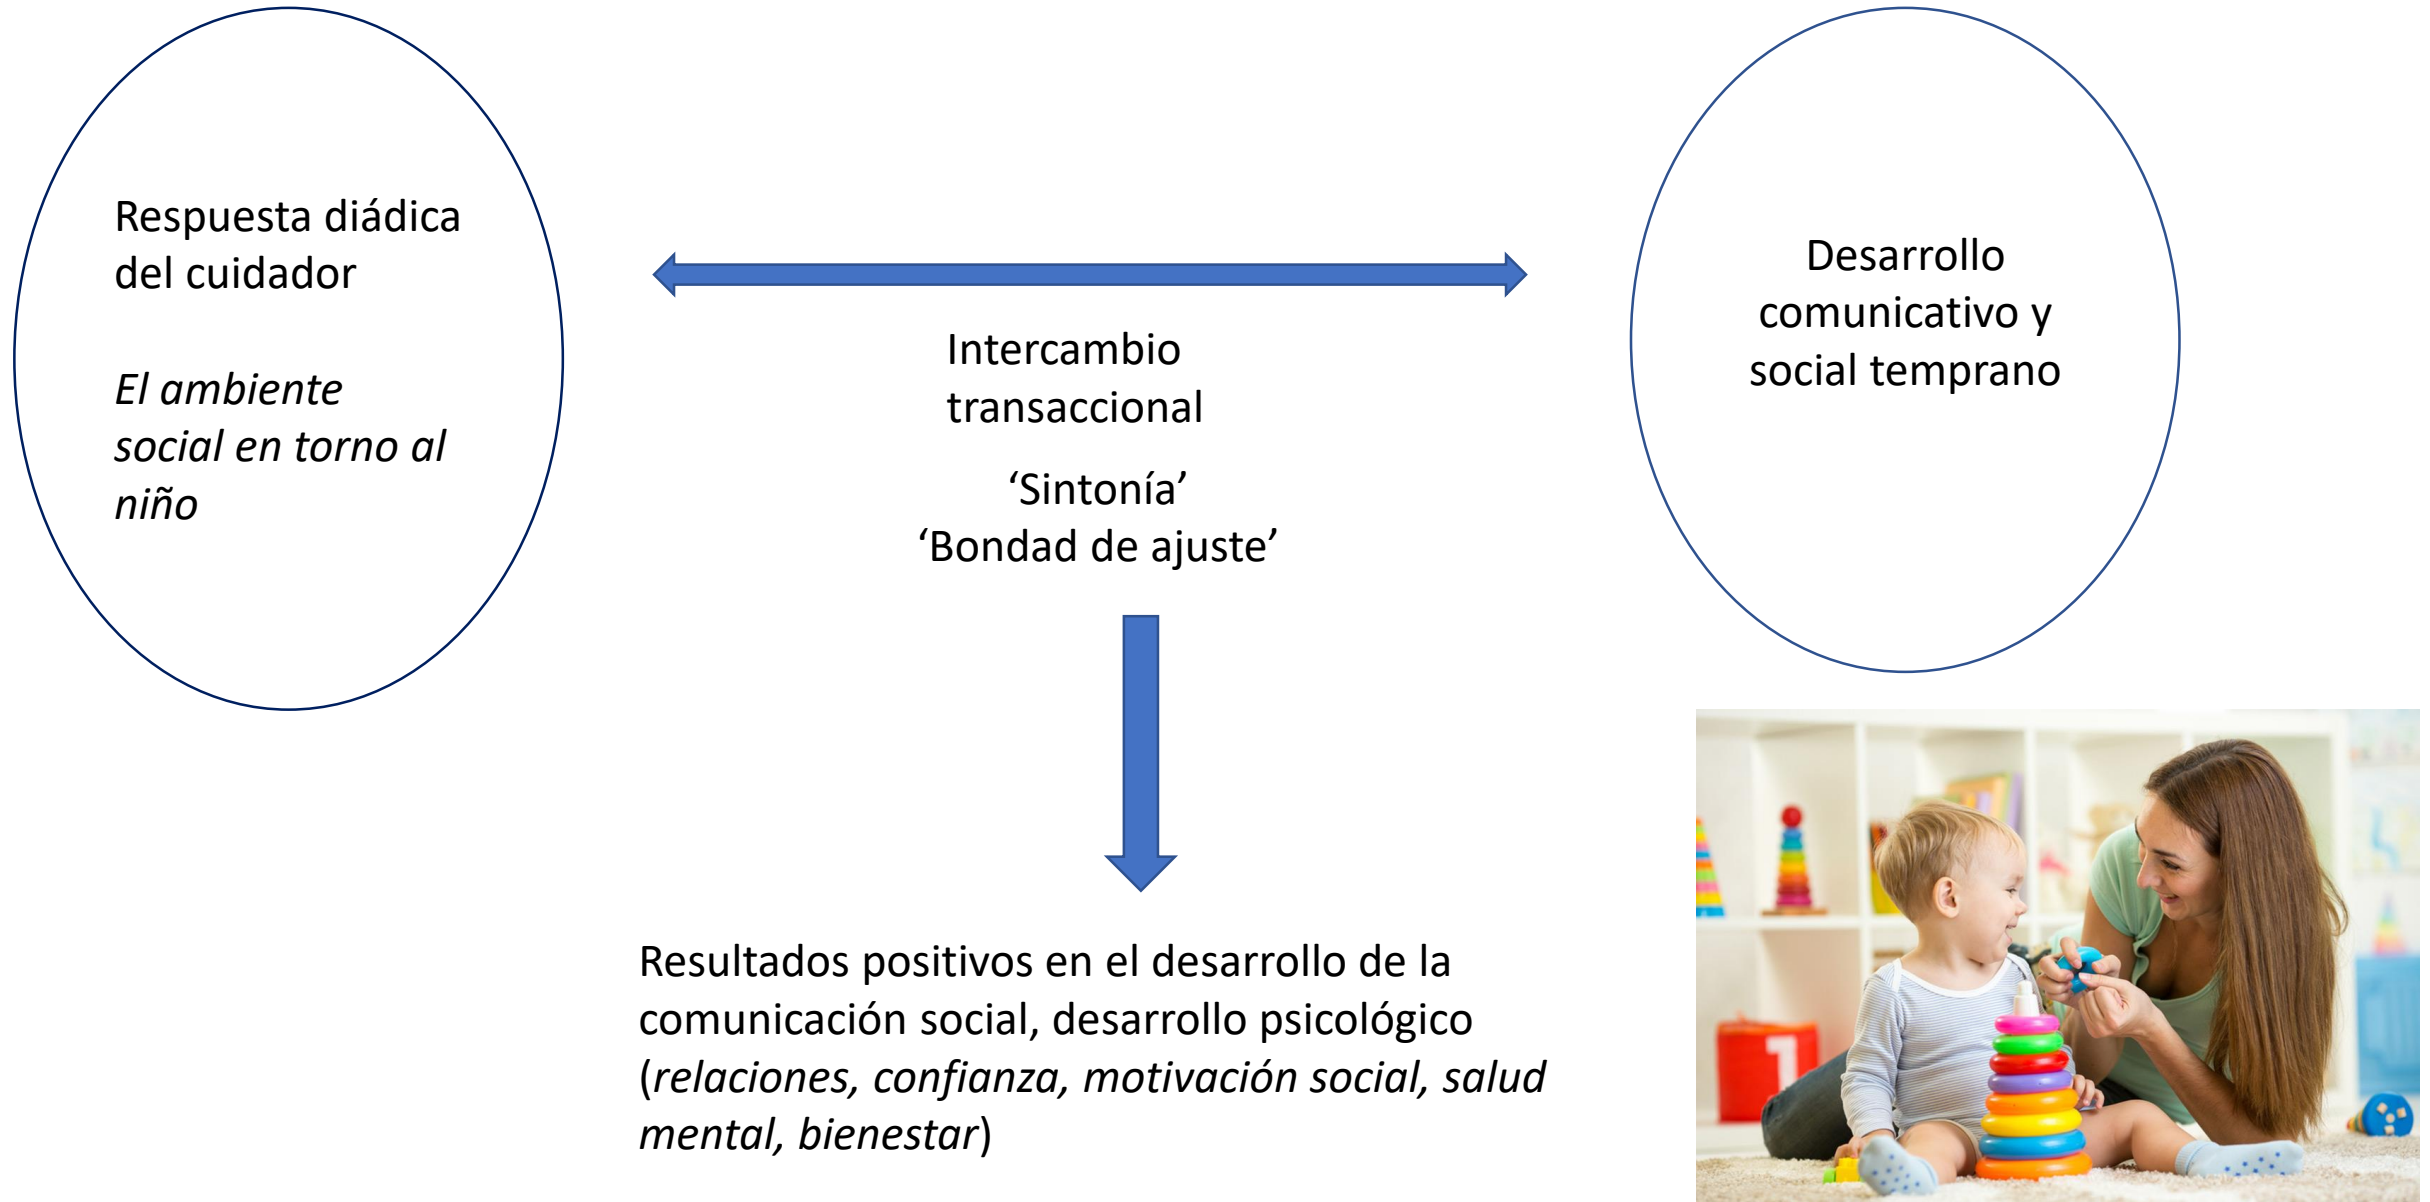 Respuesta diádica
del cuidador
El ambiente
social en torno al
niño
Intercambio
transaccional
‘Sintonía’
‘Bondad de ajuste’
Desarrollo
comunicativo y
social temprano
Resultados positivos en el desarrollo de la
comunicación social, desarrollo psicológico
(relaciones, confianza, motivación social, salud
mental, bienestar)
1